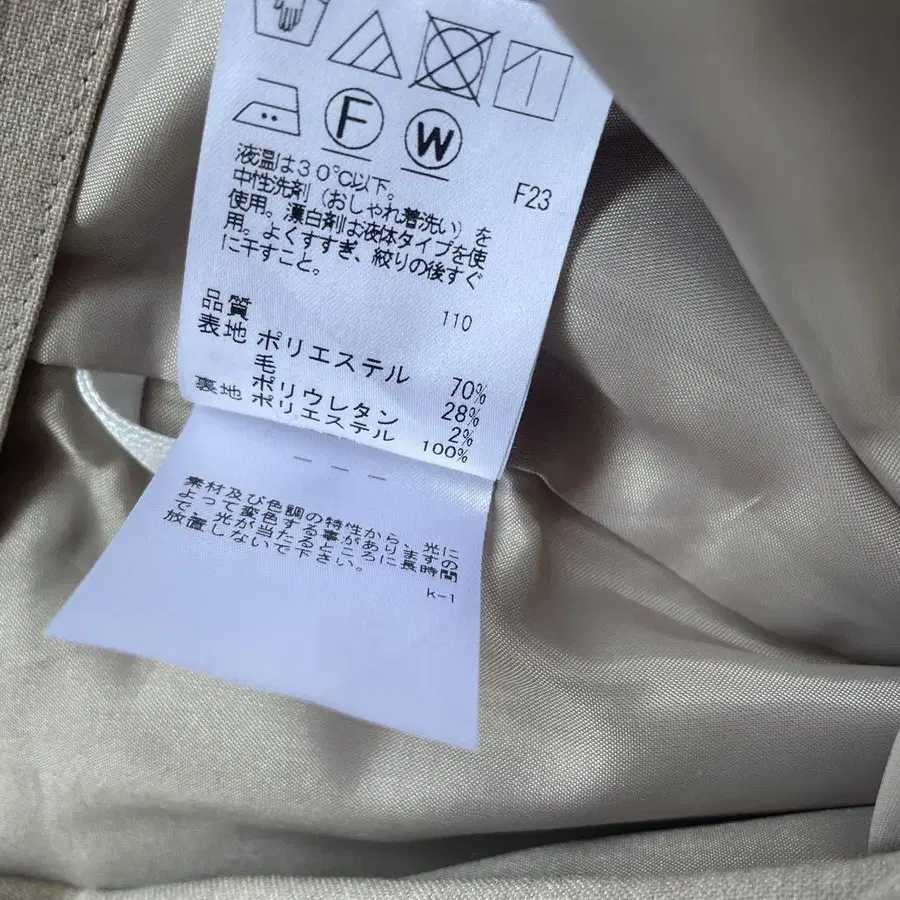 F
W
F23
液温は30℃以下。
中性洗剤(おしゃれ着洗い)を
使用。漂白剤は液体タイプを使
用。よくすすぎ、絞りの後すぐ
に干すこと。
品質 110
表地 ポリエステル 70%
毛 28%
ポリウレタン 2%
裏地 ポリエステル 100%
素材及び色調の特性から、光に
よって変色する事がありますの
で、光が当たるところに長時間
放置しないで下さい。
K-1